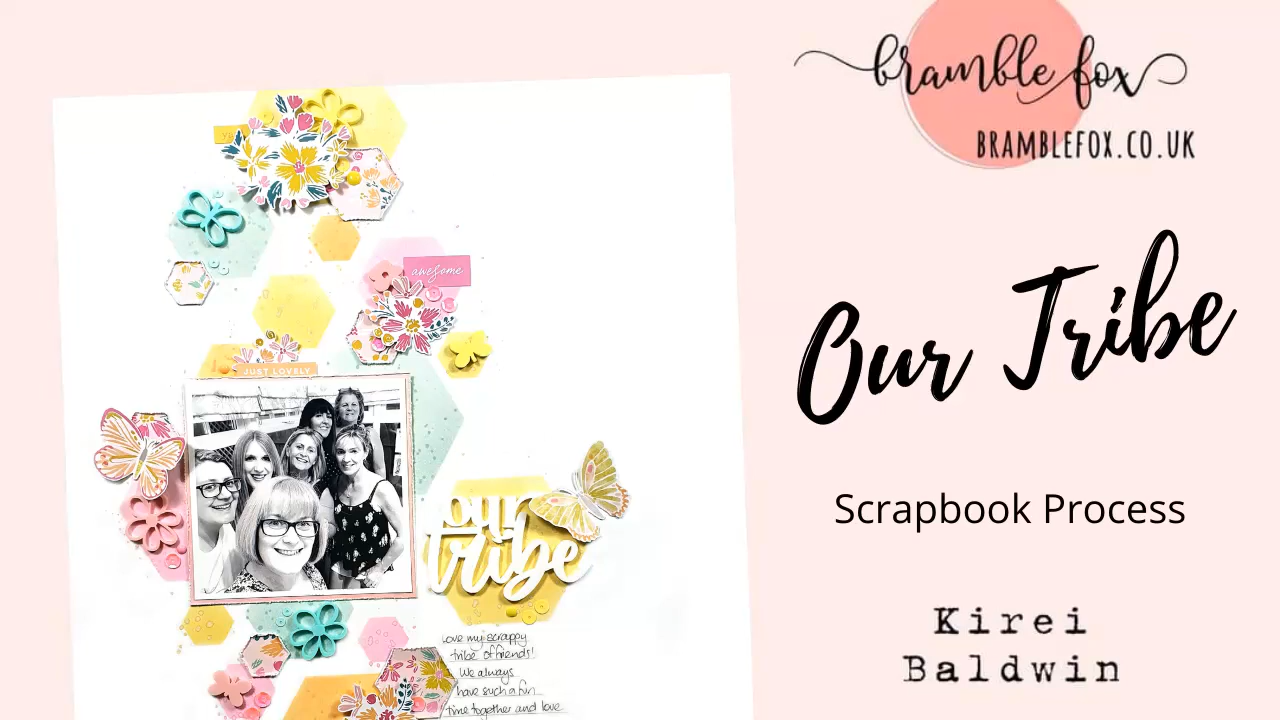 bramble fox
BRAMBLEFOX.CO.UK
Our Tribe
Scrapbook Process
Kirei
Baldwin
awesome
JUST LOVELY
our
tribe
Love my scrappy
tribe of friends!
We always
have such a fun
time together and love